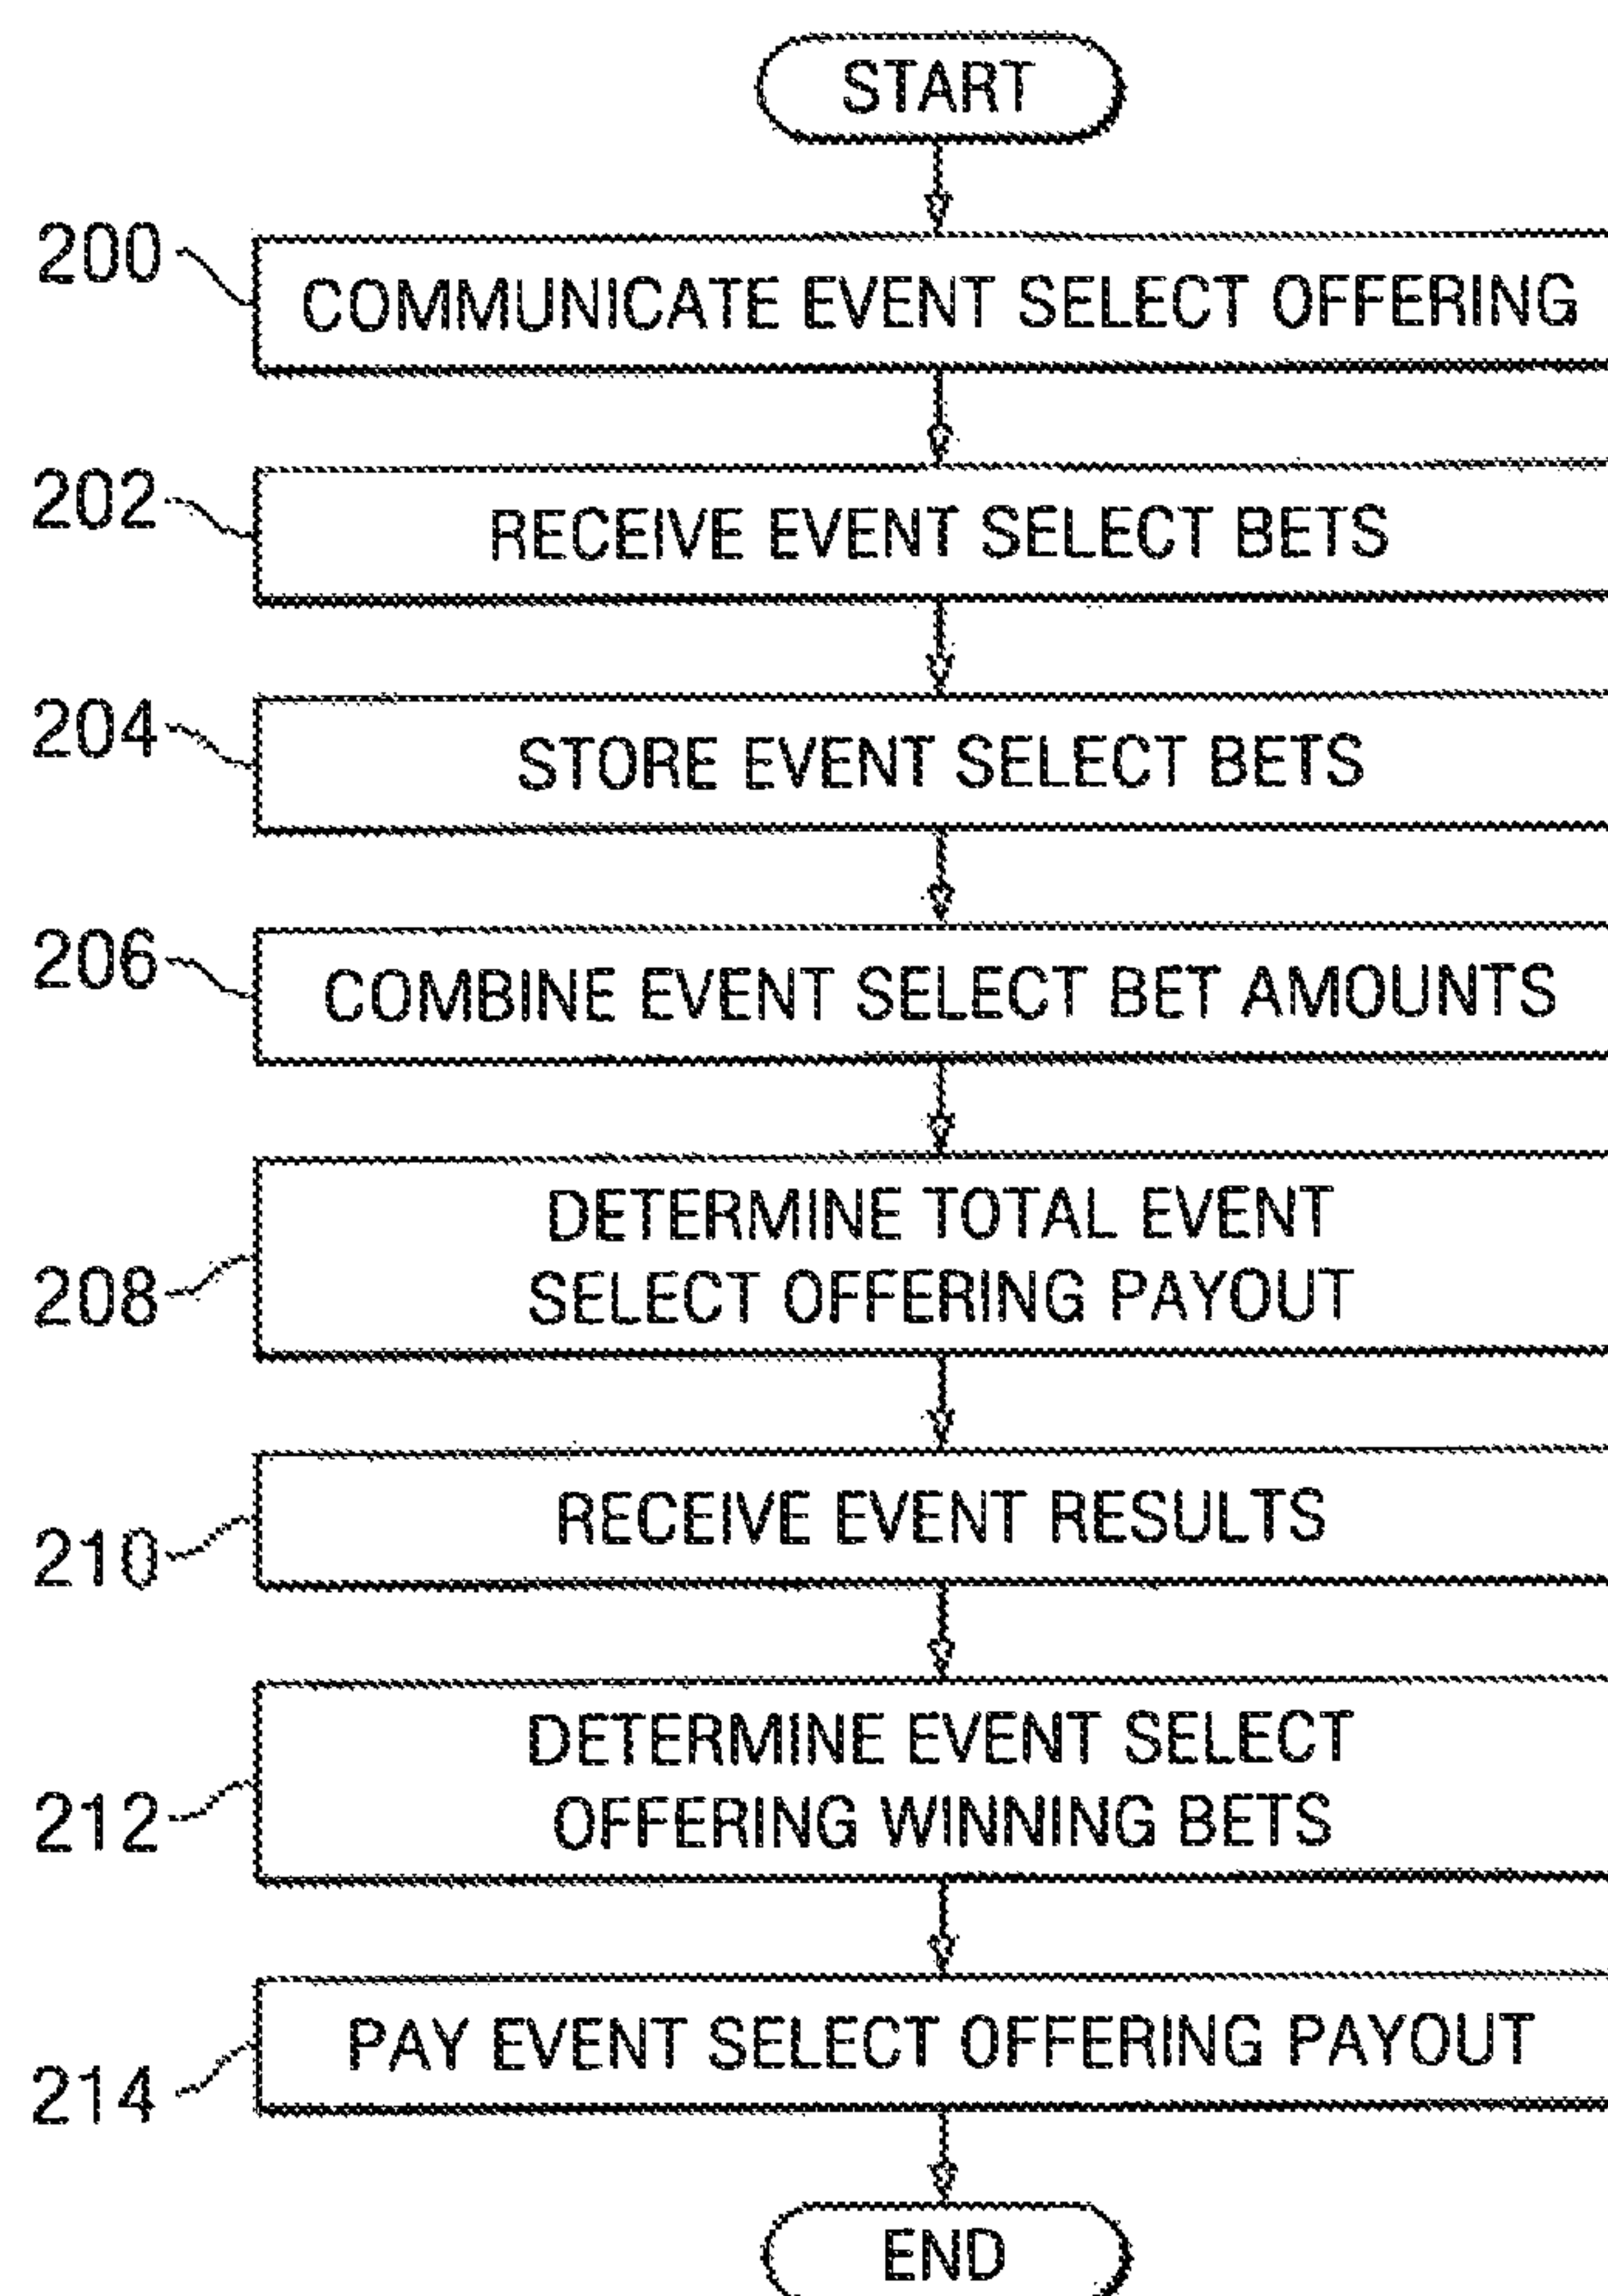 START
200
COMMUNICATE EVENT SELECT OFFERING
202
RECEIVE EVENT SELECT BETS
204
STORE EVENT SELECT BETS
206
COMBINE EVENT SELECT BET AMOUNTS
208
DETERMINE TOTAL EVENT
SELECT OFFERING PAYOUT
210
RECEIVE EVENT RESULTS
212
DETERMINE EVENT SELECT
OFFERING WINNING BETS
214
PAY EVENT SELECT OFFERING PAYOUT
END